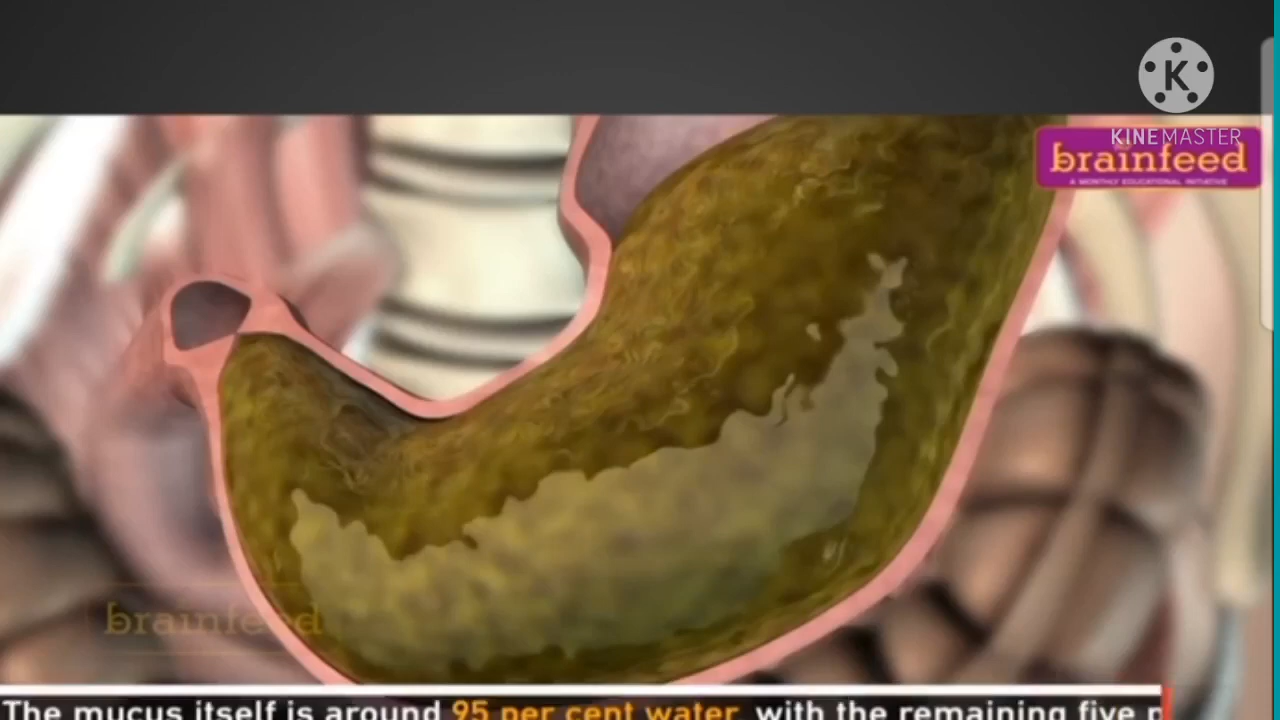 K
KINEMASTER
brainfeed
A MONTHLY EDUCATIONAL INITIATIVE
brainfeed
The mucus itself is around 95 per cent water, with the remaining five